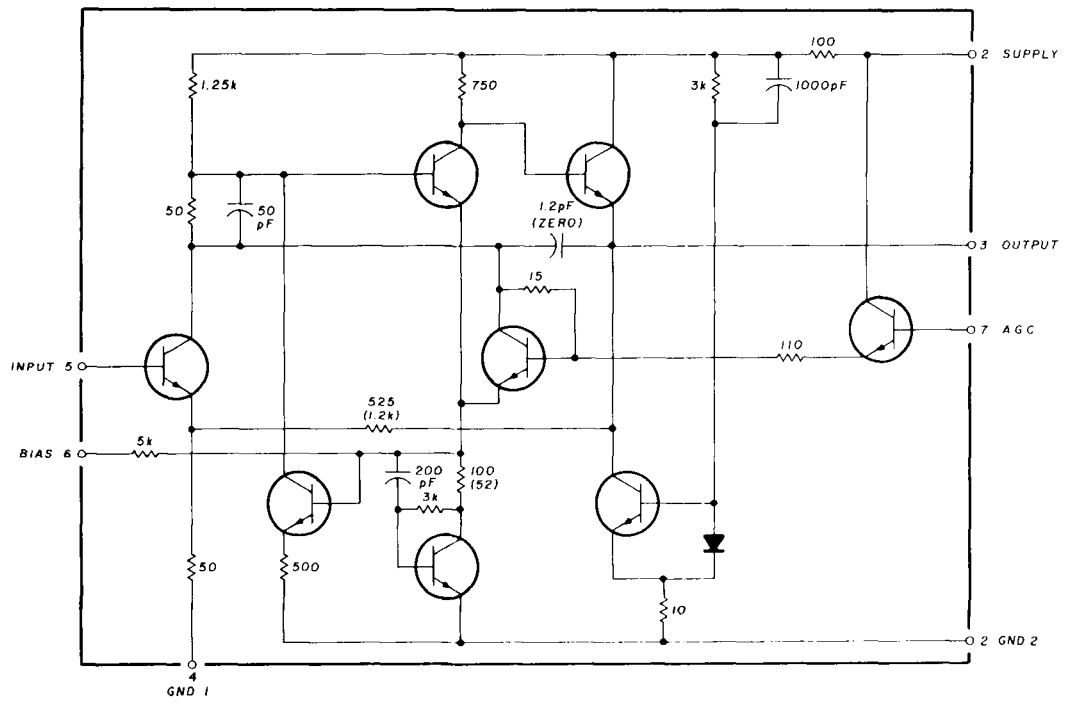 100
2 SUPPLY
1.25k
750
3k
1000pF
50
50
pF
1.2pF
(ZERO)
3 OUTPUT
15
7 AGC
110
INPUT 5
525
(1.2k)
BIAS 6
5k
200
pF
100
(52)
3k
50
500
10
2 GND 2
4
GND 1